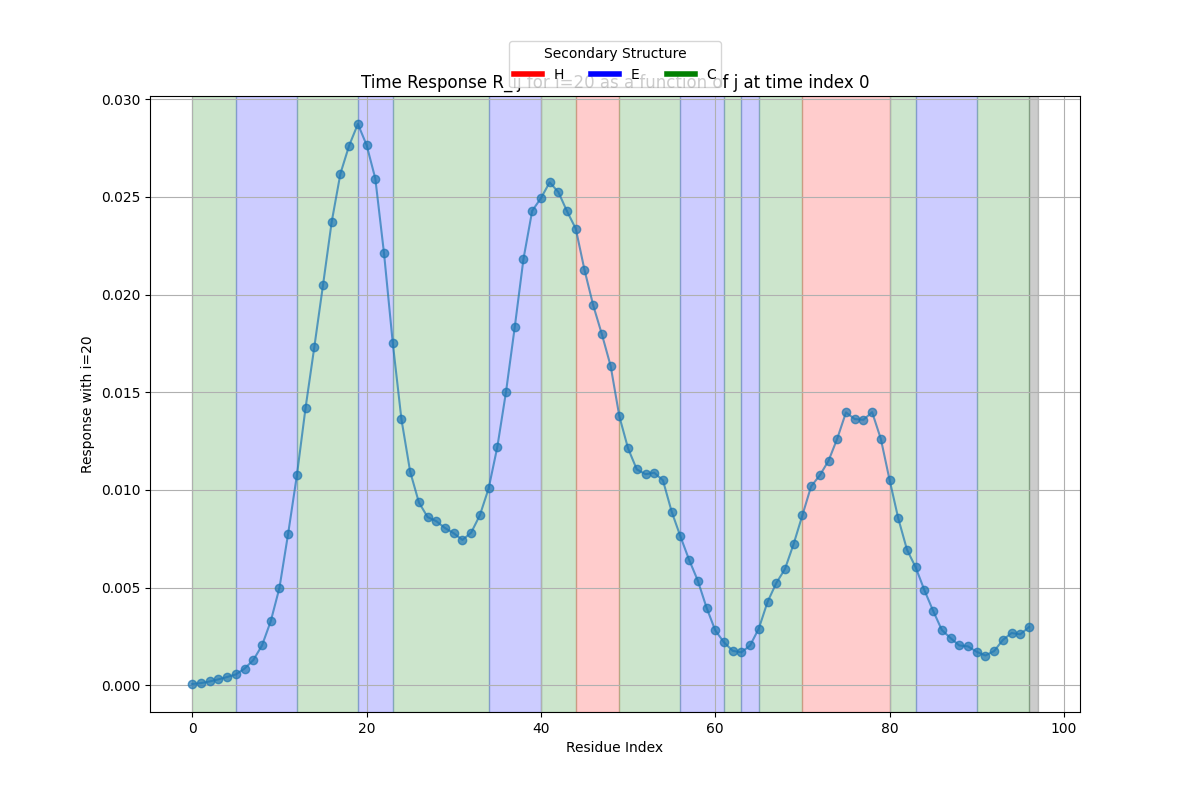 Secondary Structure
H E C
Time Response R_ij for i=20 as a function of j at time index 0
0.030
0.025
0.020
0.015
0.010
0.005
0.000
Response with i=20
0 20 40 60 80 100
Residue Index